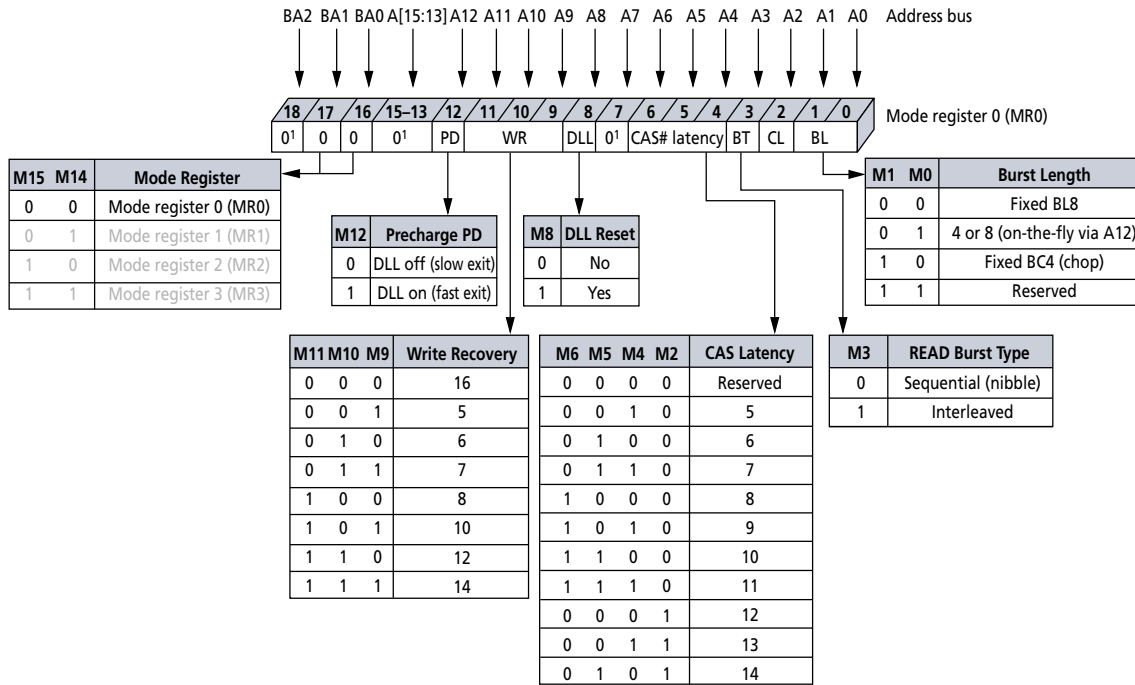 BA2 BA1 BA0 A[15:13] A12 A11 A10 A9 A8 A7 A6 A5 A4 A3 A2 A1 A0 Address bus
18 17 16 15–13 12 11 10 9 8 7 6 5 4 3 2 1 0
Mode register 0 (MR0)
0¹ 0 0 0¹ PD WR DLL 0¹ CAS# latency BT CL BL
M15 M14 Mode Register
0 0 Mode register 0 (MR0)
0 1 Mode register 1 (MR1)
1 0 Mode register 2 (MR2)
1 1 Mode register 3 (MR3)
M12 Precharge PD
0 DLL off (slow exit)
1 DLL on (fast exit)
M8 DLL Reset
0 No
1 Yes
M1 M0 Burst Length
0 0 Fixed BL8
0 1 4 or 8 (on-the-fly via A12)
1 0 Fixed BC4 (chop)
1 1 Reserved
M11 M10 M9 Write Recovery
0 0 0 16
0 0 1 5
0 1 0 6
0 1 1 7
1 0 0 8
1 0 1 10
1 1 0 12
1 1 1 14
M6 M5 M4 M2 CAS Latency
0 0 0 0 Reserved
0 0 1 0 5
0 1 0 0 6
0 1 1 0 7
1 0 0 0 8
1 0 1 0 9
1 1 0 0 10
1 1 1 0 11
0 0 0 1 12
0 0 1 1 13
0 1 0 1 14
M3 READ Burst Type
0 Sequential (nibble)
1 Interleaved